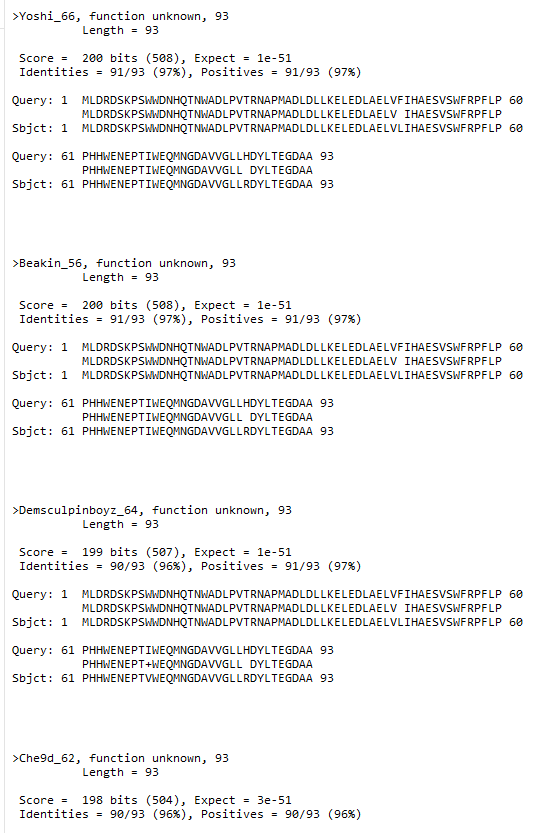 >Yoshi_66, function unknown, 93
Length = 93
Score = 200 bits (508), Expect = 1e-51
Identities = 91/93 (97%), Positives = 91/93 (97%)
Query: 1 MLDRDSKPSWWDNHQTNWADLPVTRNAPMADLDLLKELEDLAELVFIHAESVSWFRPFLP 60
MLDRDSKPSWWDNHQTNWADLPVTRNAPMADLDLLKELEDLAELV IHAESVSWFRPFLP
Sbjct: 1 MLDRDSKPSWWDNHQTNWADLPVTRNAPMADLDLLKELEDLAELVLIHAESVSWFRPFLP 60
Query: 61 PHHWENEPTIWEQMNGDAVVGLLHDYLTEGDAA 93
PHHWENEPTIWEQMNGDAVVGLL DYLTEGDAA
Sbjct: 61 PHHWENEPTIWEQMNGDAVVGLLRDYLTEGDAA 93
>Beakin_56, function unknown, 93
Length = 93
Score = 200 bits (508), Expect = 1e-51
Identities = 91/93 (97%), Positives = 91/93 (97%)
Query: 1 MLDRDSKPSWWDNHQTNWADLPVTRNAPMADLDLLKELEDLAELVFIHAESVSWFRPFLP 60
MLDRDSKPSWWDNHQTNWADLPVTRNAPMADLDLLKELEDLAELV IHAESVSWFRPFLP
Sbjct: 1 MLDRDSKPSWWDNHQTNWADLPVTRNAPMADLDLLKELEDLAELVLIHAESVSWFRPFLP 60
Query: 61 PHHWENEPTIWEQMNGDAVVGLLHDYLTEGDAA 93
PHHWENEPTIWEQMNGDAVVGLL DYLTEGDAA
Sbjct: 61 PHHWENEPTIWEQMNGDAVVGLLRDYLTEGDAA 93
>Demsculpinboyz_64, function unknown, 93
Length = 93
Score = 199 bits (507), Expect = 1e-51
Identities = 90/93 (96%), Positives = 91/93 (97%)
Query: 1 MLDRDSKPSWWDNHQTNWADLPVTRNAPMADLDLLKELEDLAELVFIHAESVSWFRPFLP 60
MLDRDSKPSWWDNHQTNWADLPVTRNAPMADLDLLKELEDLAELV IHAESVSWFRPFLP
Sbjct: 1 MLDRDSKPSWWDNHQTNWADLPVTRNAPMADLDLLKELEDLAELVLIHAESVSWFRPFLP 60
Query: 61 PHHWENEPTIWEQMNGDAVVGLLHDYLTEGDAA 93
PHHWENEPT+WEQMNGDAVVGLL DYLTEGDAA
Sbjct: 61 PHHWENEPTVWEQMNGDAVVGLLRDYLTEGDAA 93
>Che9d_62, function unknown, 93
Length = 93
Score = 198 bits (504), Expect = 3e-51
Identities = 90/93 (96%), Positives = 90/93 (96%)